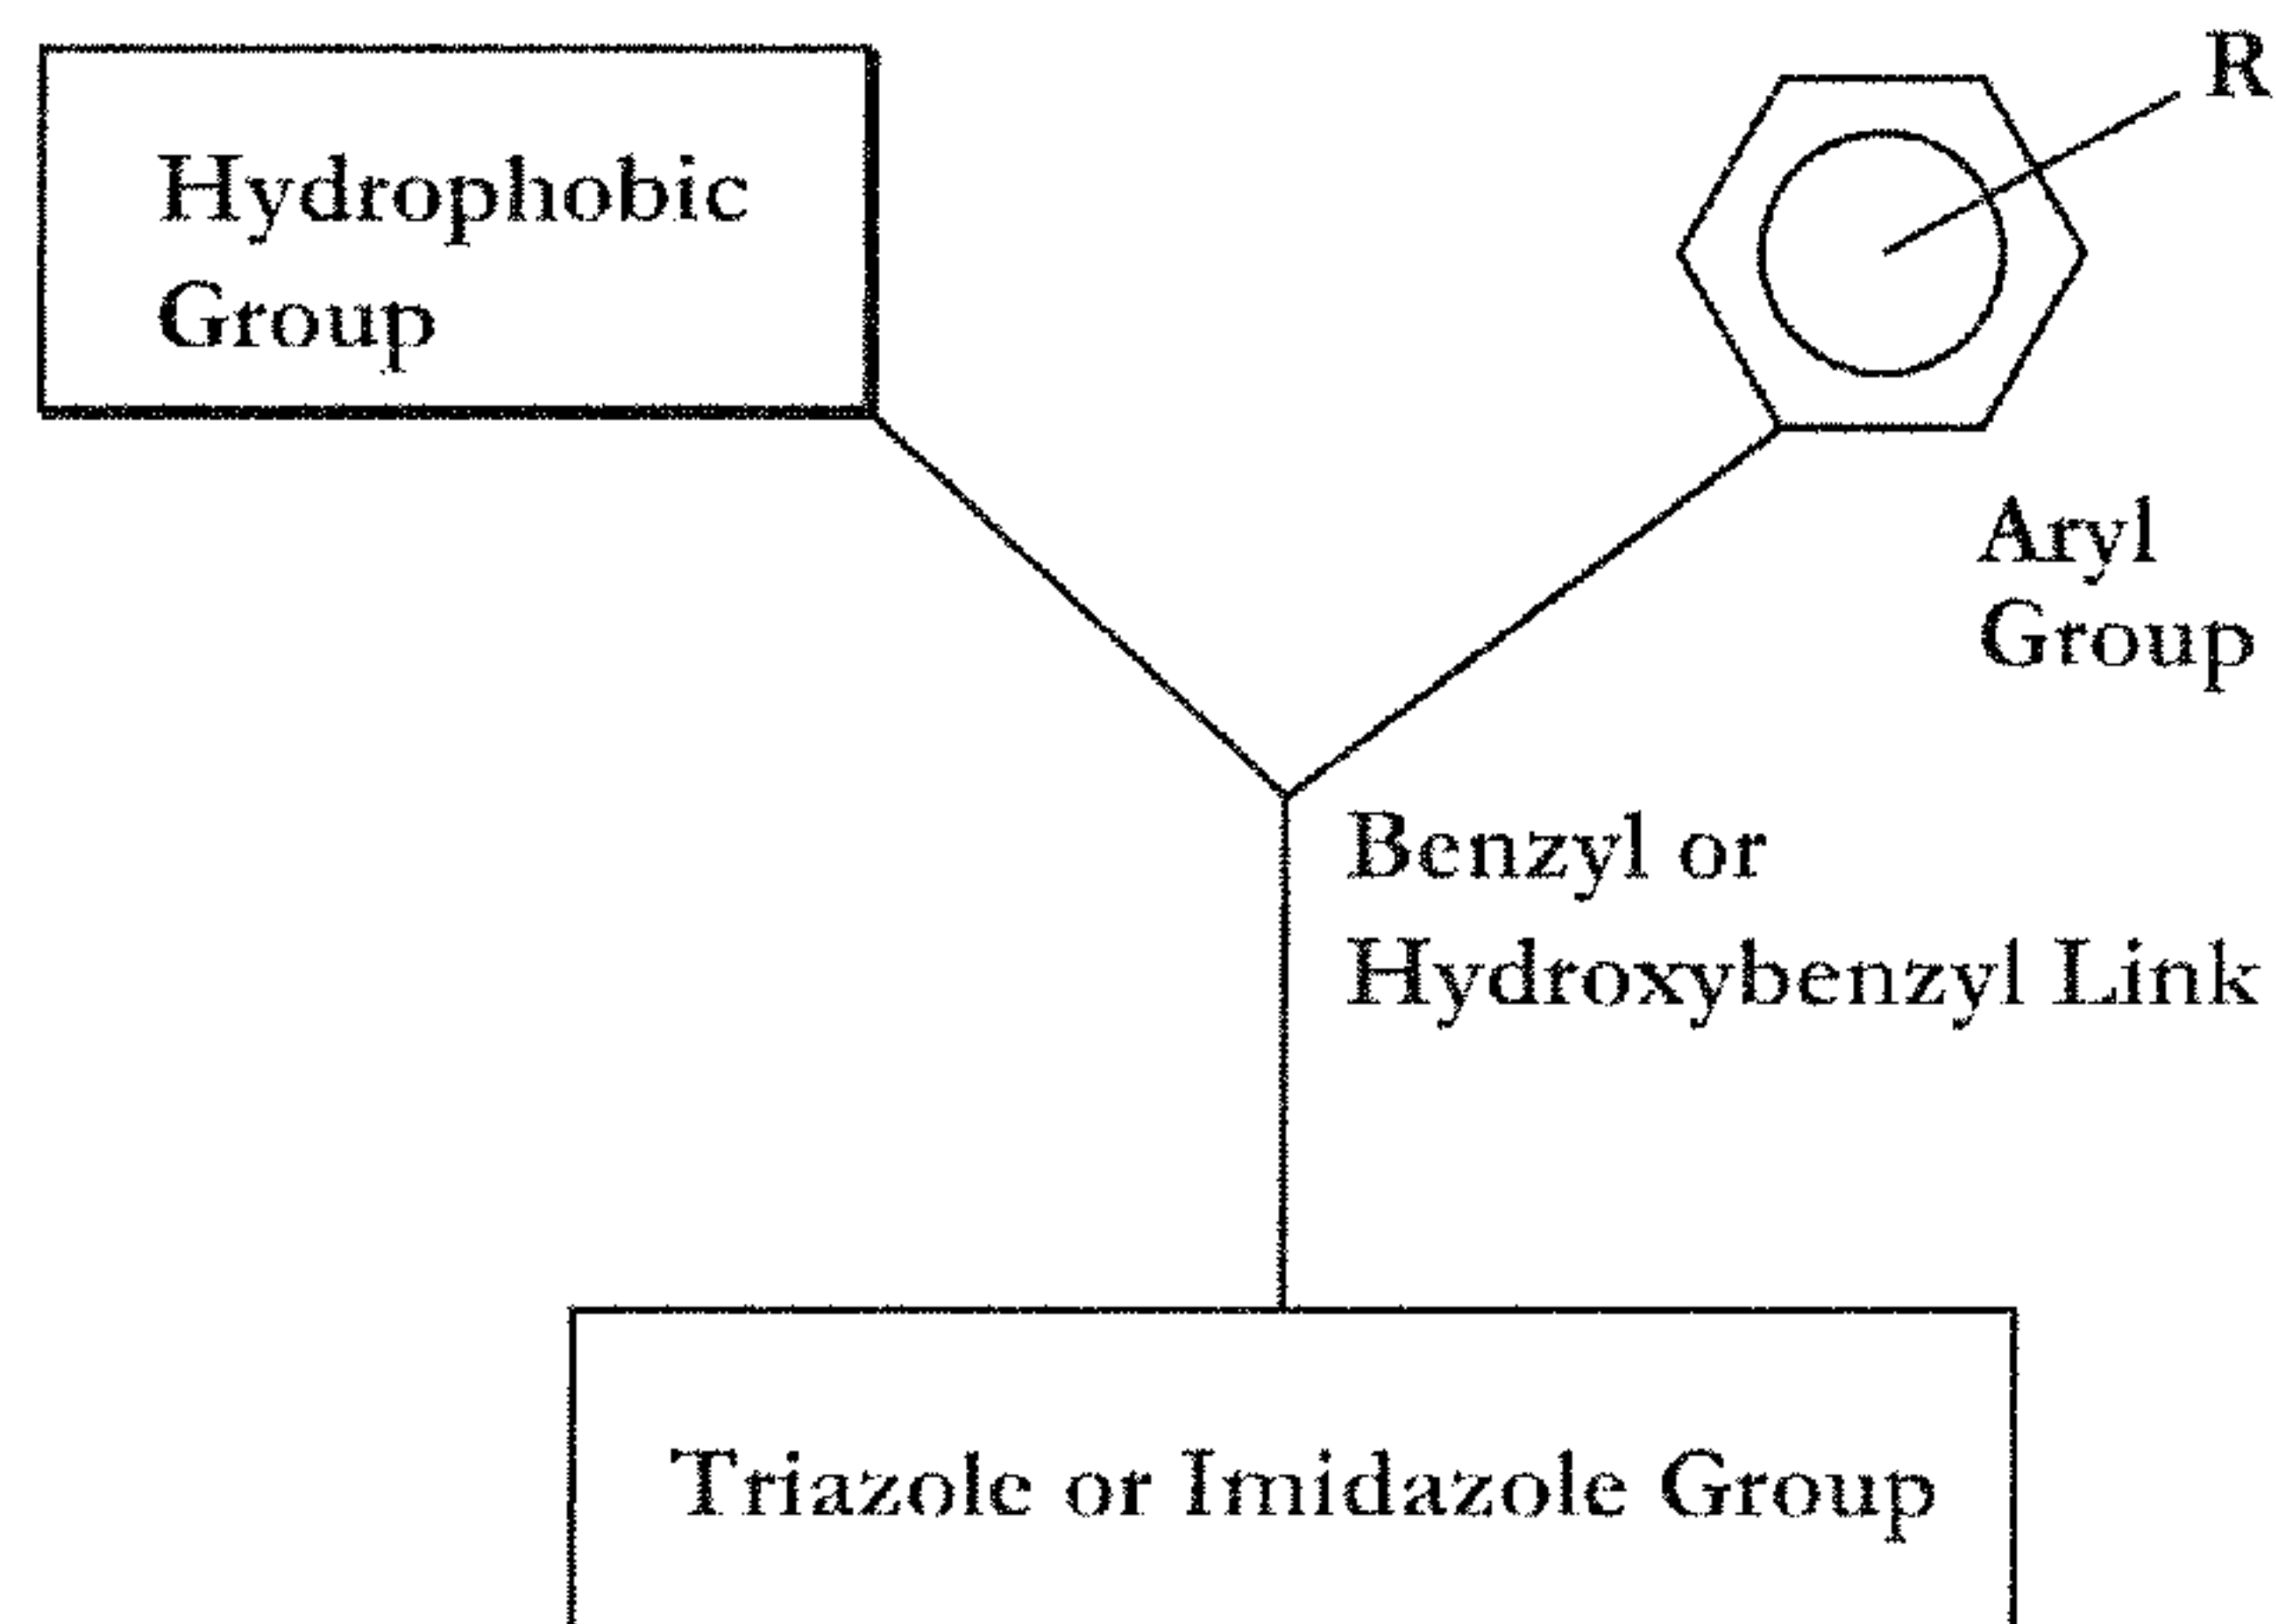 Hydrophobic
Group
R
Aryl
Group
Benzyl or
Hydroxybenzyl Link
Triazole or Imidazole Group